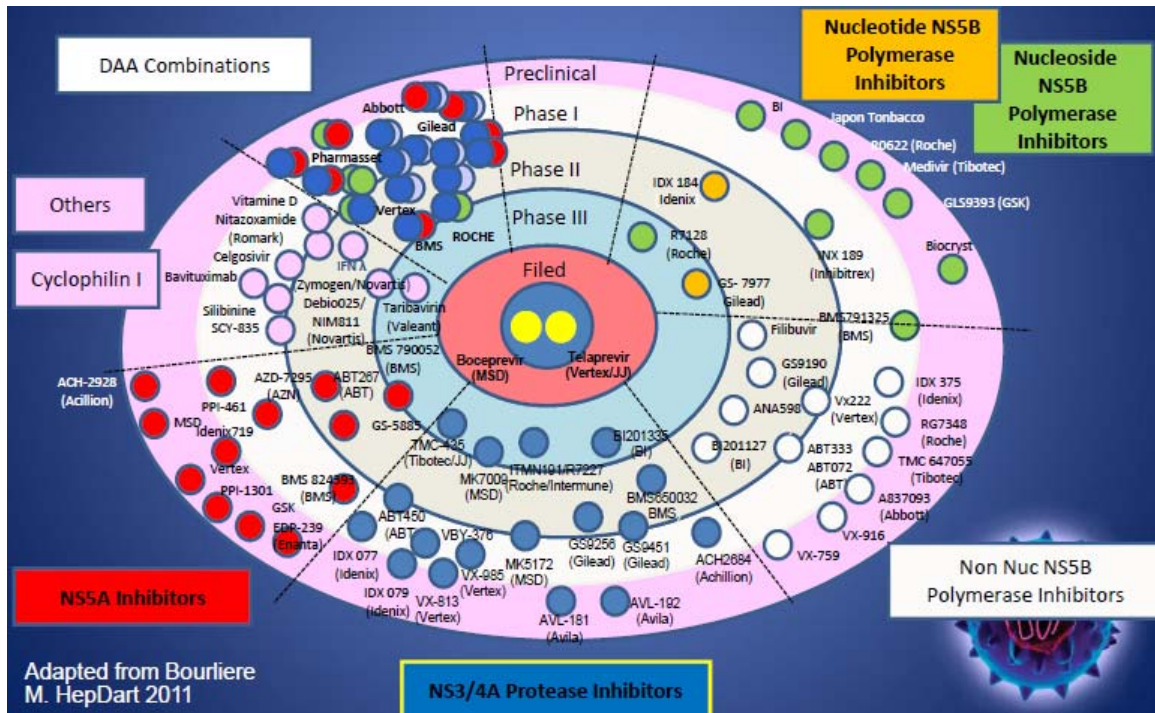 DAA Combinations
Nucleotide NS5B
Polymerase
Inhibitors
Nucleoside
NS5B
Polymerase
Inhibitors
Preclinical
Phase I
Phase II
Phase III
Filed
Abbott
Gilead
Pharmasset
Vertex
BMS
ROCHE
BI
Japon Tonbacco
R0622 (Roche)
Medivir (Tibotec)
GLS9393 (GSK)
Biocryst
IDX 184
Idenix
R7128
(Roche)
GS- 7977
Gilead)
INX 189
(Inhibitrex)
BMS791325
(BMS)
Others
Cyclophilin I
Vitamine D
Nitazoxamide
(Romark)
Celgosivir
Bavituximab
Silibinine
SCY-835
IFN λ
(Zymogen/Novartis)
Debio025/
NIM811
(Novartis)
Taribavirin
(Valeant)
Boceprevir
(MSD)
Telaprevir
(Vertex/JJ)
BMS 790052
(BMS)
ACH-2928
(Acillion)
AZD-7295
(AZN)
ABT267
(ABT)
PPI-461
MSD
Idenix719
GS-5885
Vertex
BMS 824393
(BMS)
PPI-1301
GSK
EDP-239
(Enanta)
NS5A Inhibitors
TMC-435
(Tibotec/JJ)
MK7009
(MSD)
ITMN191/R7227
(Roche/Intermune)
BI201335
(BI)
BMS650032
BMS
ABT450
(ABT
IDX 077
(Idenix)
VBY-376
IDX 079
(Idenix)
VX-813
(Vertex)
VX-985
(Vertex)
MK5172
(MSD)
GS9256
(Gilead)
GS9451
(Gilead)
ACH2684
(Achillion)
AVL-181
(Avila)
AVL-192
(Avila)
Filibuvir
GS9190
(Gilead)
ANA598
Vx222
(Vertex)
BI201127
(BI)
ABT333
ABT072
(ABT)
IDX 375
(Idenix)
RG7348
(Roche)
TMC 647055
(Tibotec)
A837093
(Abbott)
VX-916
VX-759
Non Nuc NS5B
Polymerase Inhibitors
NS3/4A Protease Inhibitors
Adapted from Bourliere
M. HepDart 2011